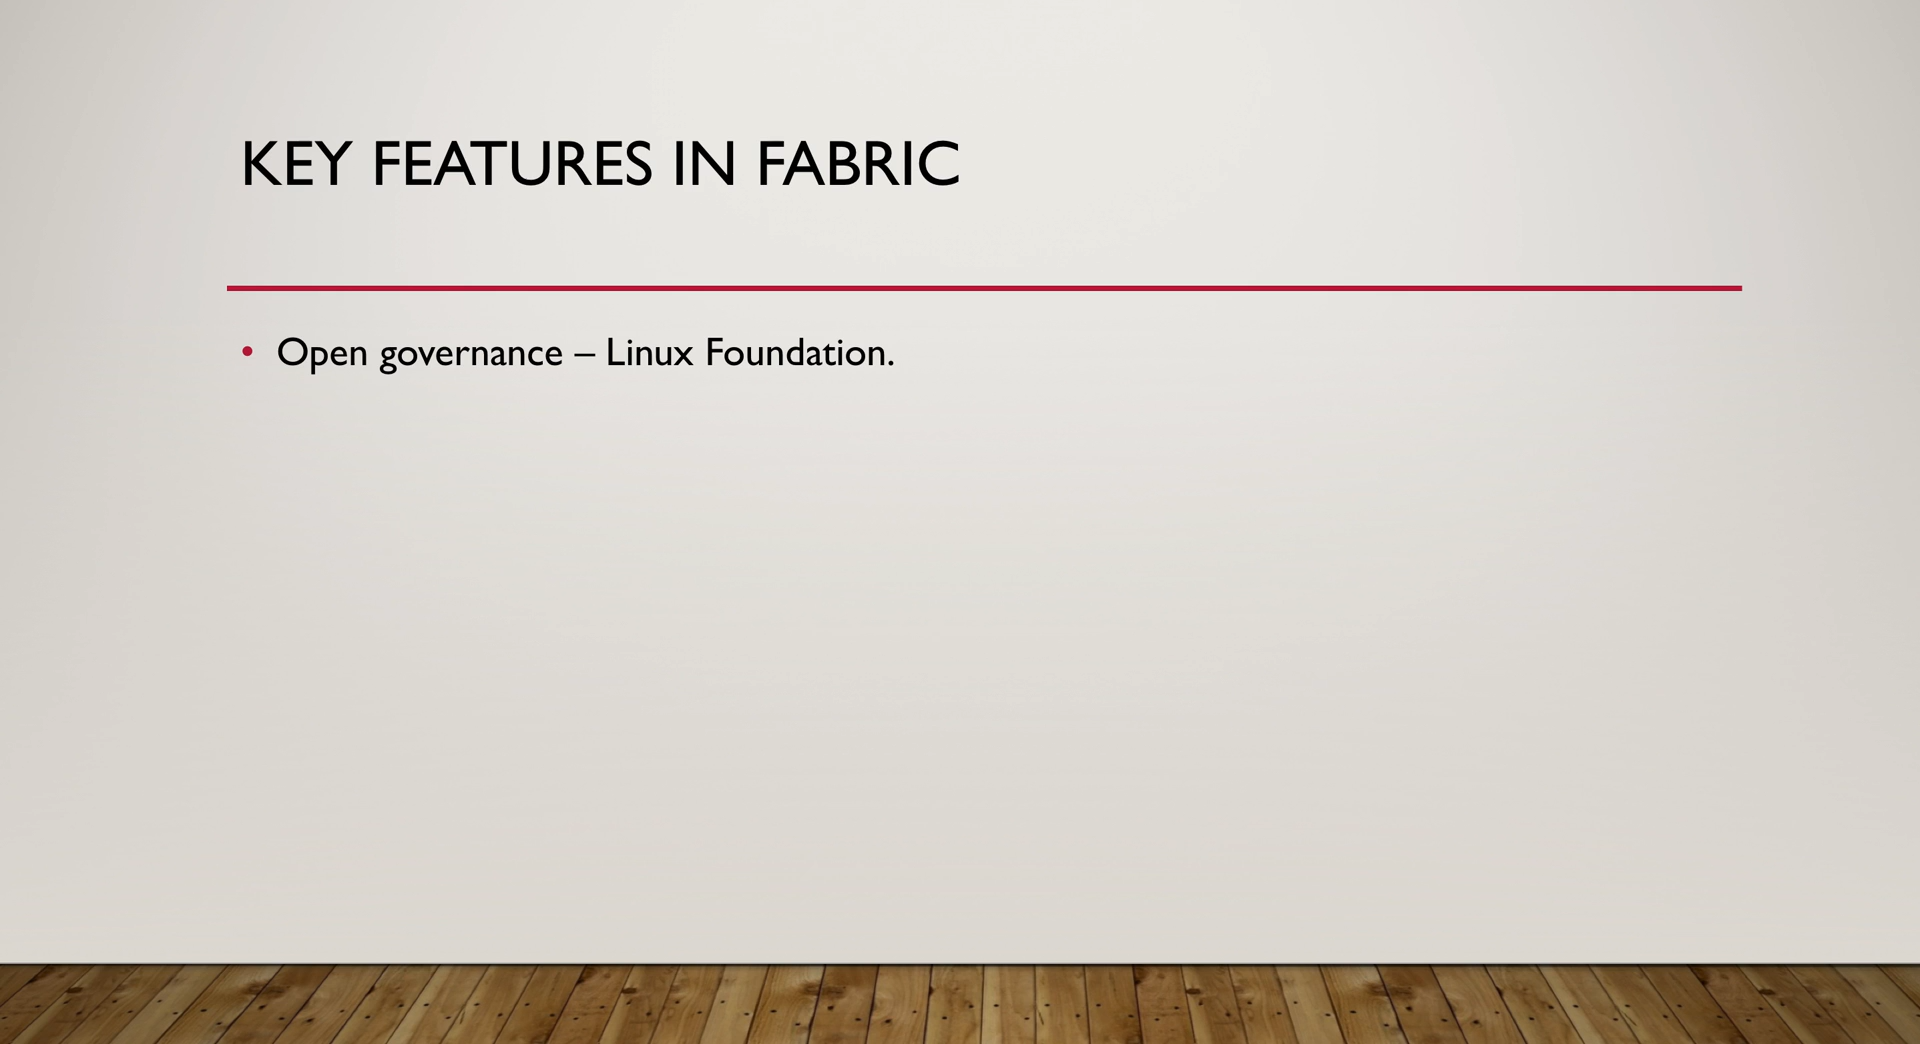 KEY FEATURES IN FABRIC
• Open governance – Linux Foundation.